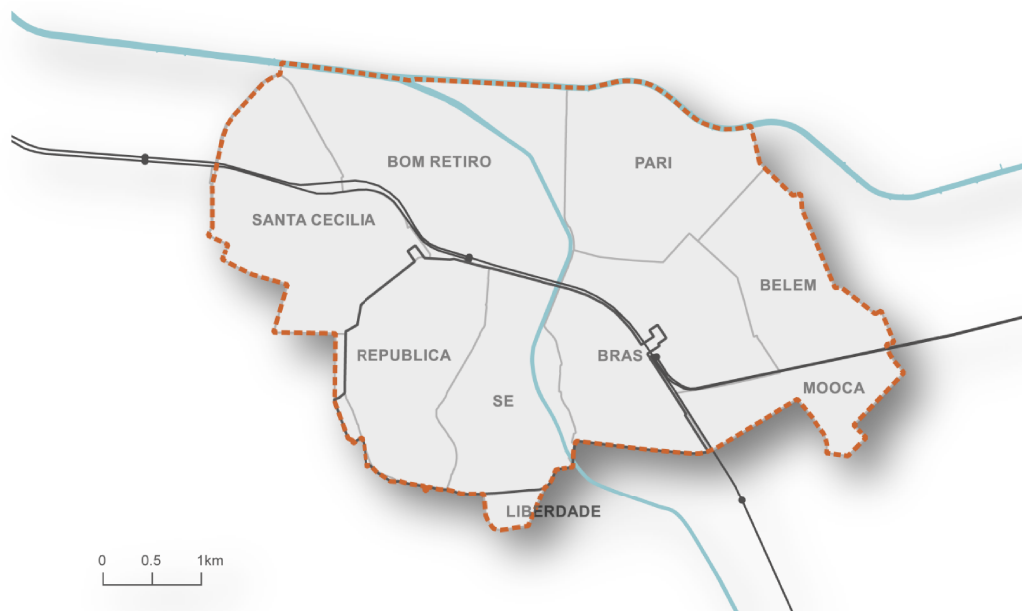 BOM RETIRO
PARI
SANTA CECILIA
BELEM
REPUBLICA
BRAS
MOOCA
SE
LIBERDADE
0 0.5 1km